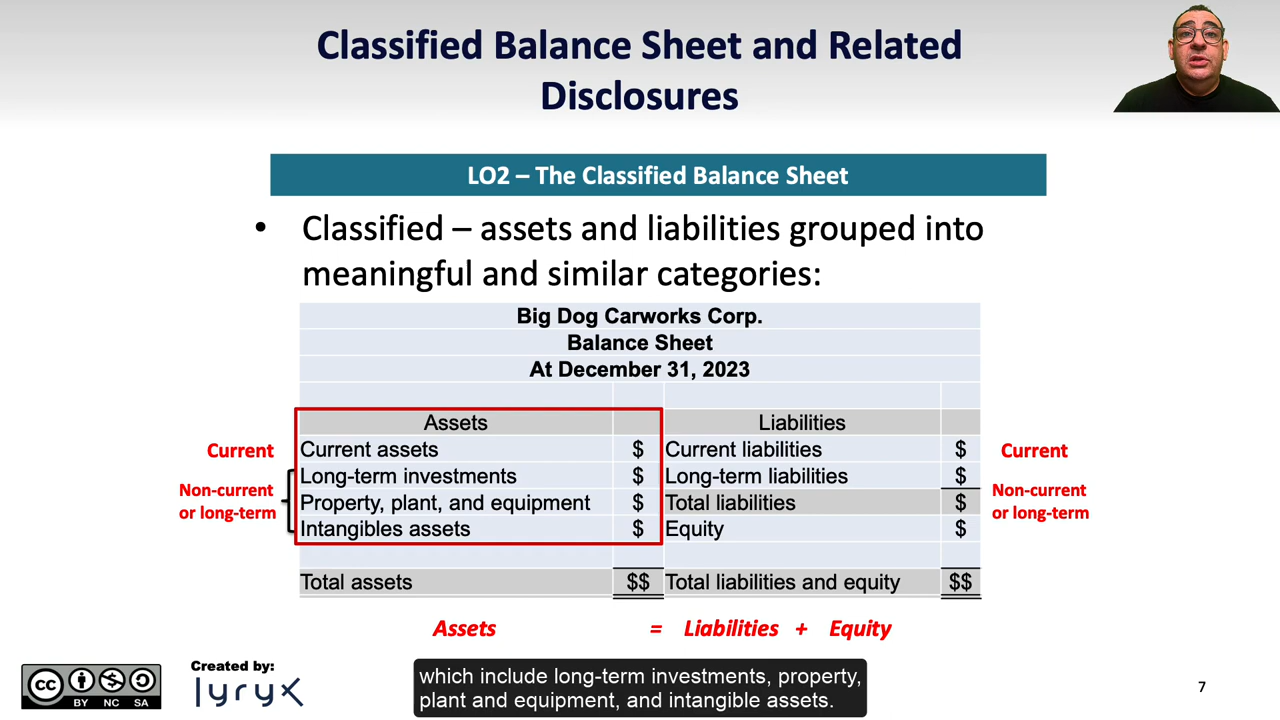 Classified Balance Sheet and Related
Disclosures
LO2 – The Classified Balance Sheet
• Classified – assets and liabilities grouped into
meaningful and similar categories:
Big Dog Carworks Corp.
Balance Sheet
At December 31, 2023
Assets Liabilities
Current Current assets $ Current liabilities $ Current
Long-term investments $ Long-term liabilities $
Non-current
or long-term
Property, plant, and equipment $ Total liabilities $
Non-current
or long-term
Intangibles assets $ Equity $
Total assets $$ Total liabilities and equity $$
Assets = Liabilities + Equity
which include long-term investments, property,
plant and equipment, and intangible assets.
cc BY NC SA
Created by:
lyryx
7